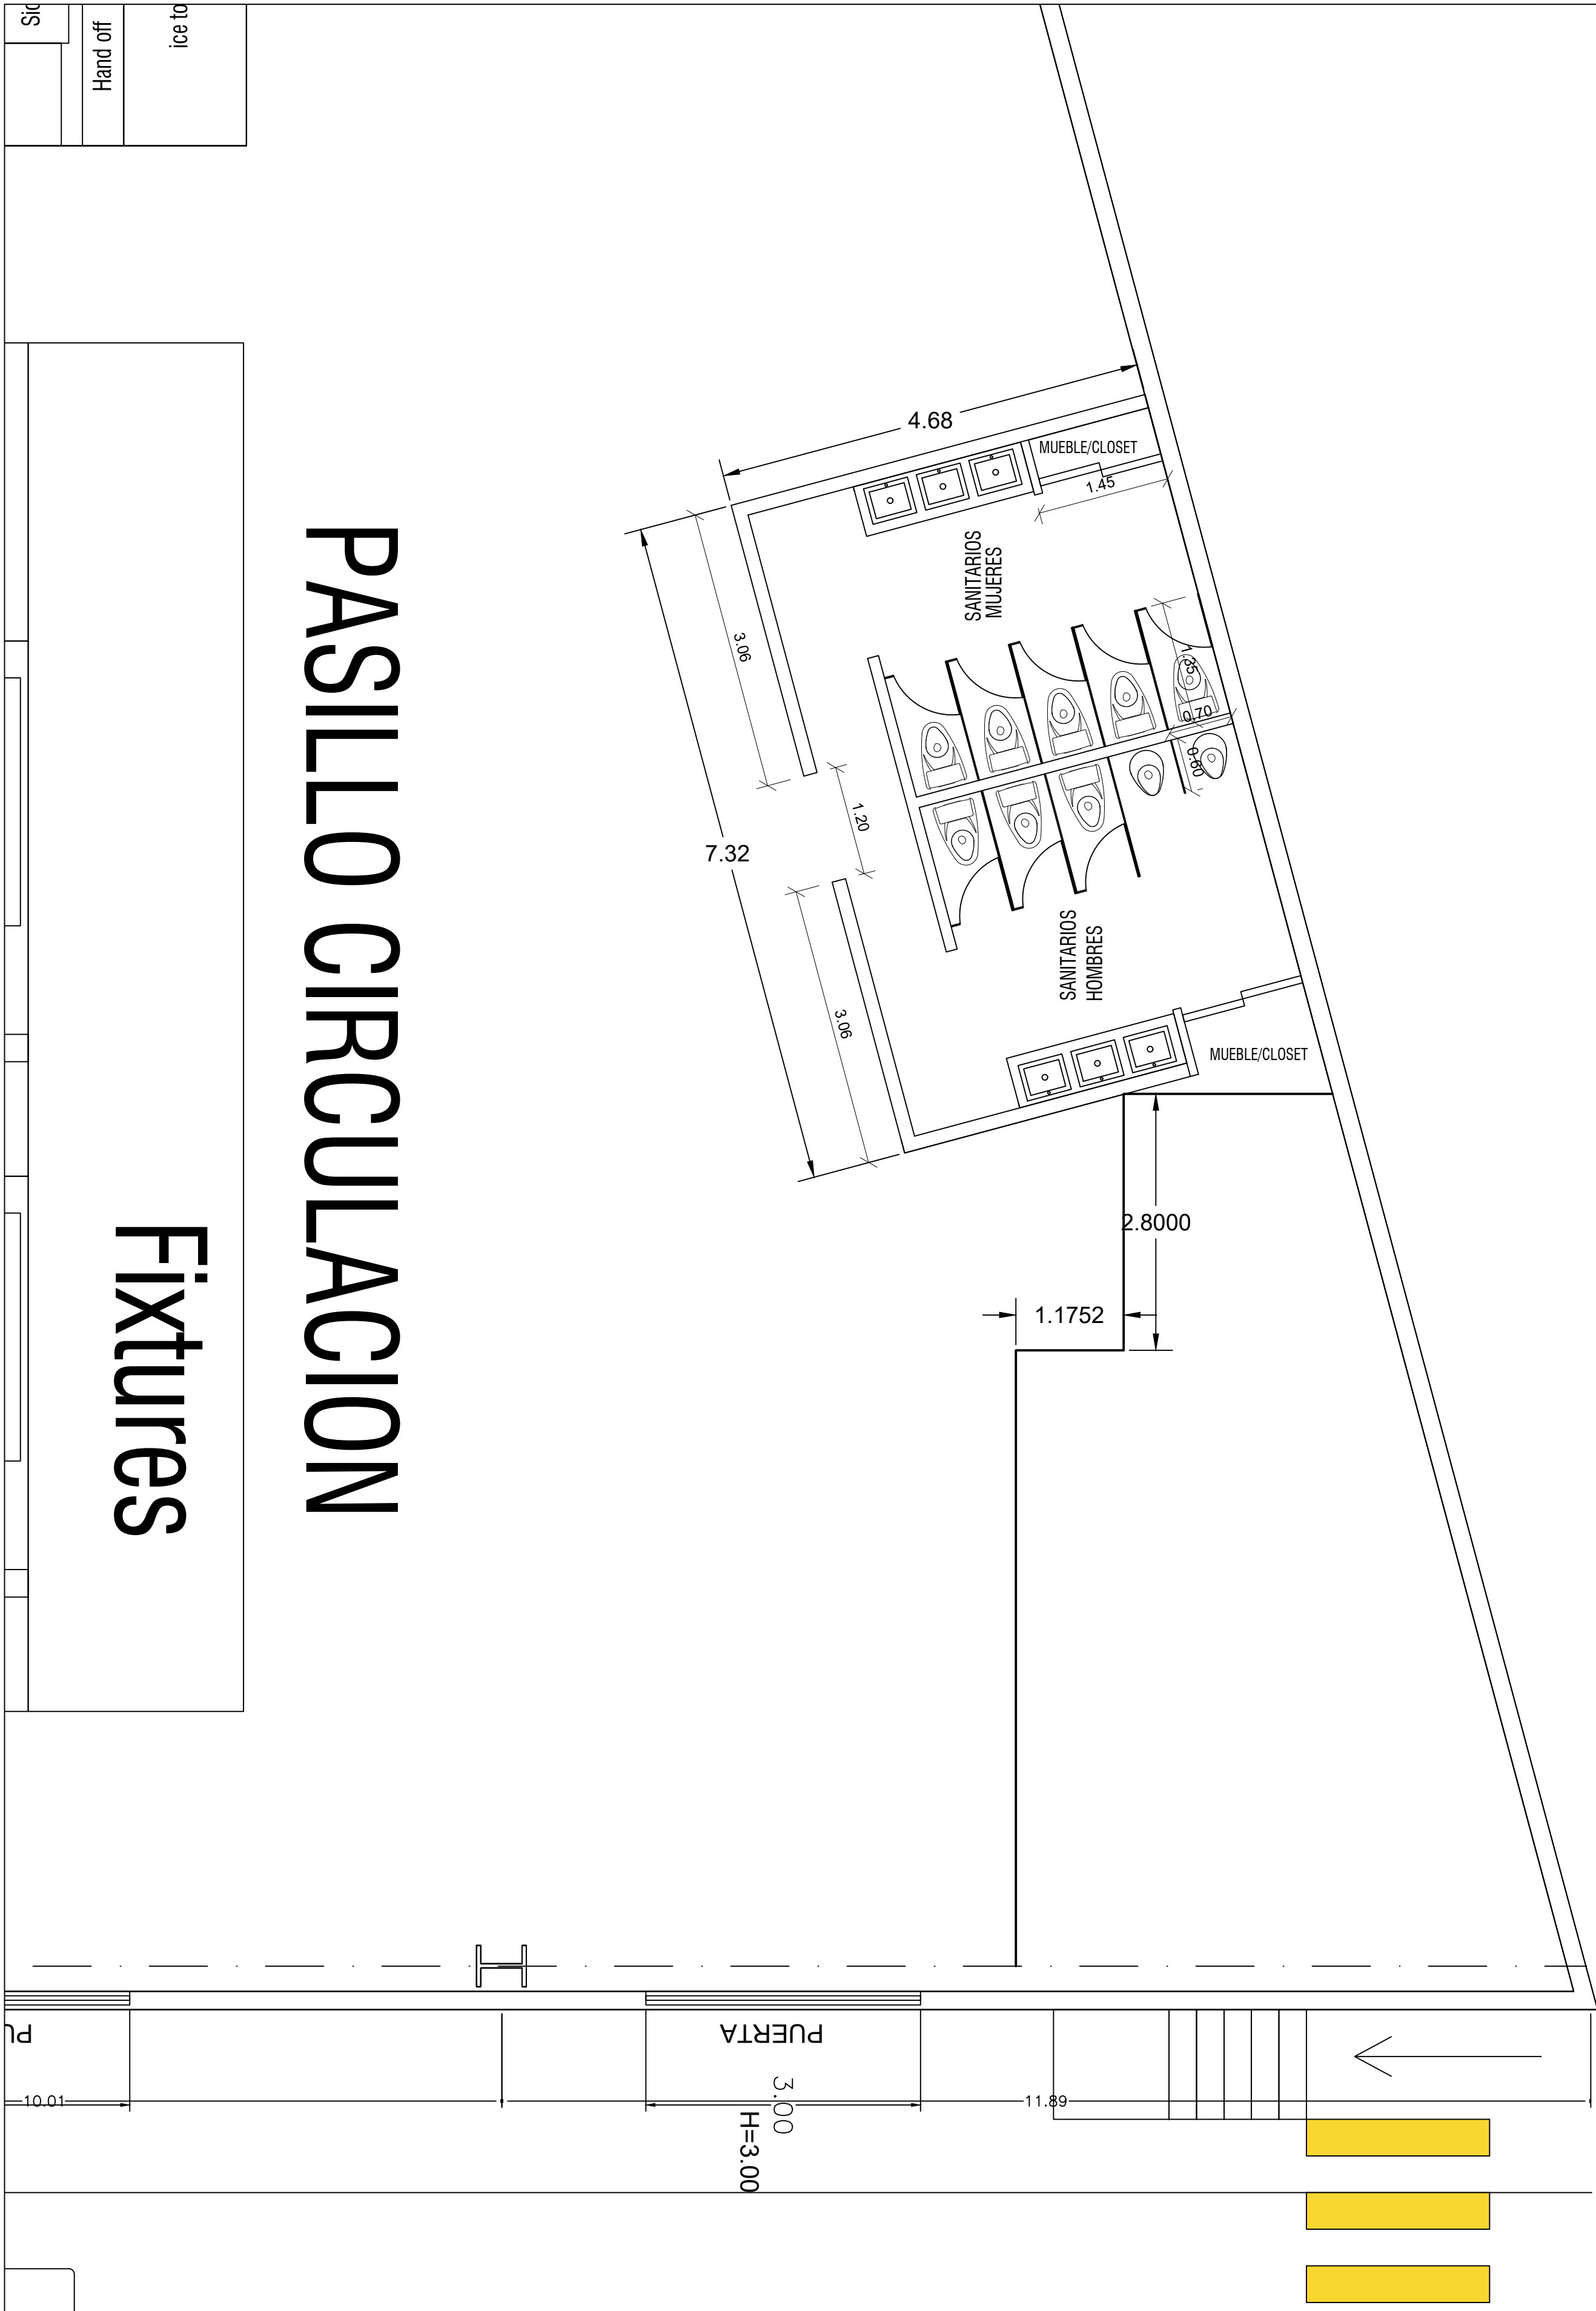 Hand off
ice to
4.68
MUEBLE/CLOSET
1.45
SANITARIOS
MUJERES
3.06
1.35
0.70
0.60
1.20
7.32
SANITARIOS
HOMBRES
3.06
MUEBLE/CLOSET
2.8000
1.1752
PASILLO CIRCULACION
Fixtures
PUERTA
3.00
H=3.00
10.01
11.89